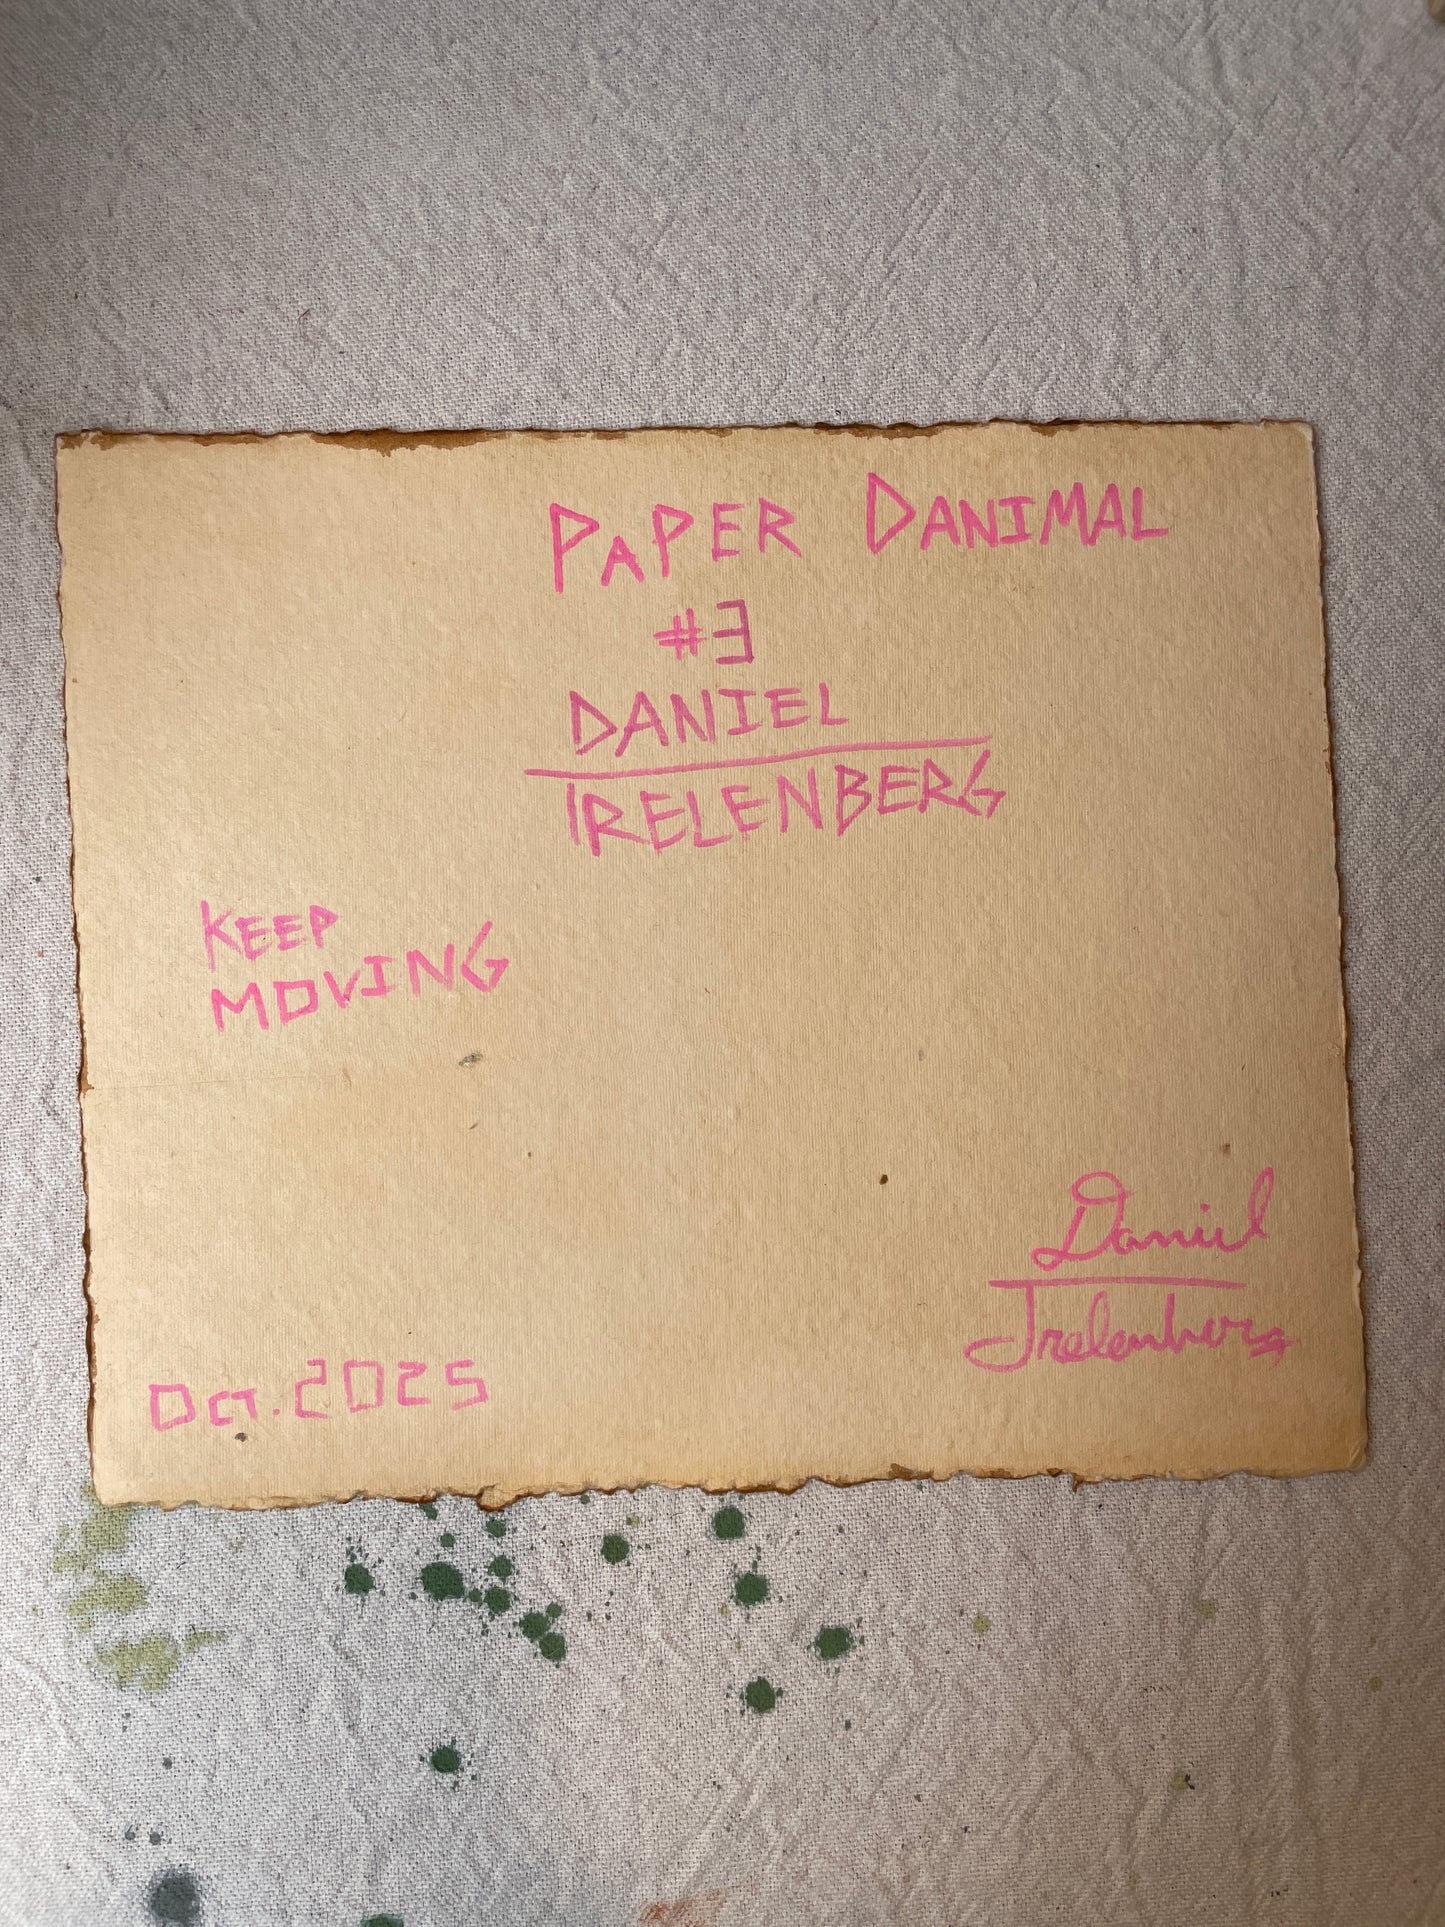 PAPER DANIMAL
#3
DANIEL
IRELENBERG
KEEP
MOVING
Daniel
Irelenberg
Oct. 2025